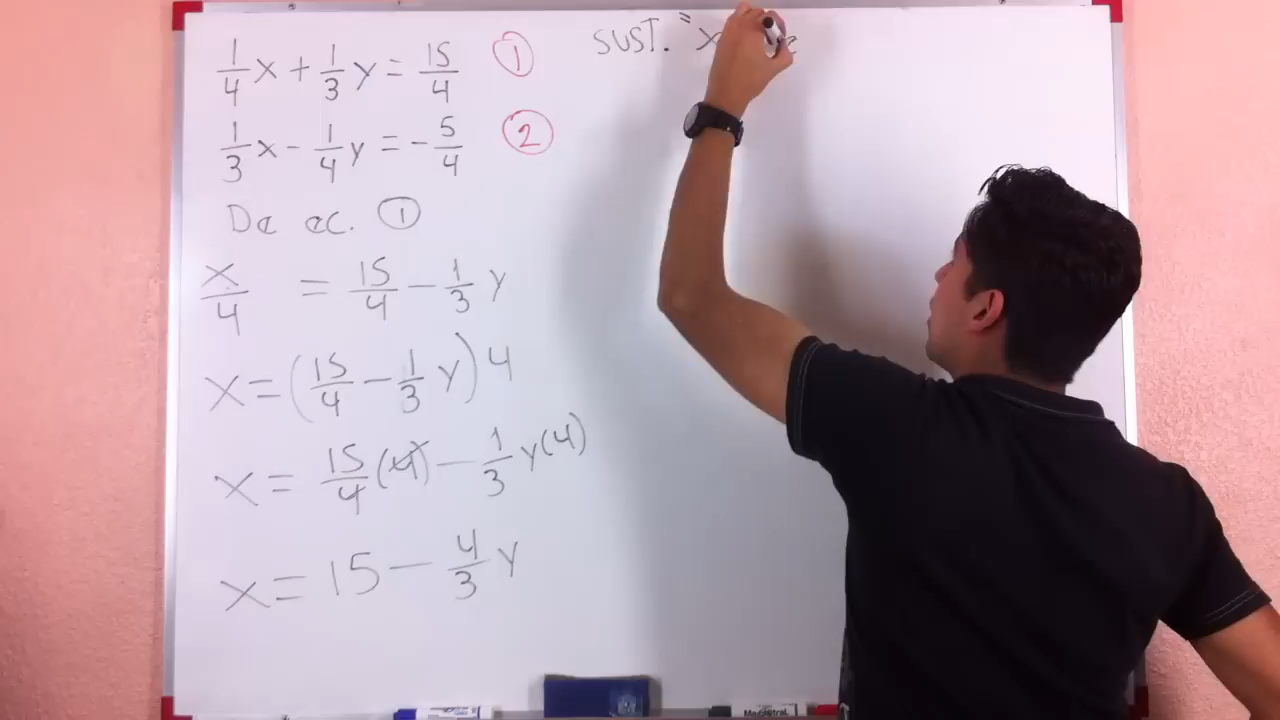 1/4 x + 1/3 y = 15/4 ①
1/3 x - 1/4 y = - 5/4 ②
De ec. ①
x/4 = 15/4 - 1/3 y
x = (15/4 - 1/3 y) 4
x = 15/4 (4) - 1/3 y (4)
x = 15 - 4/3 y
SUST. "x